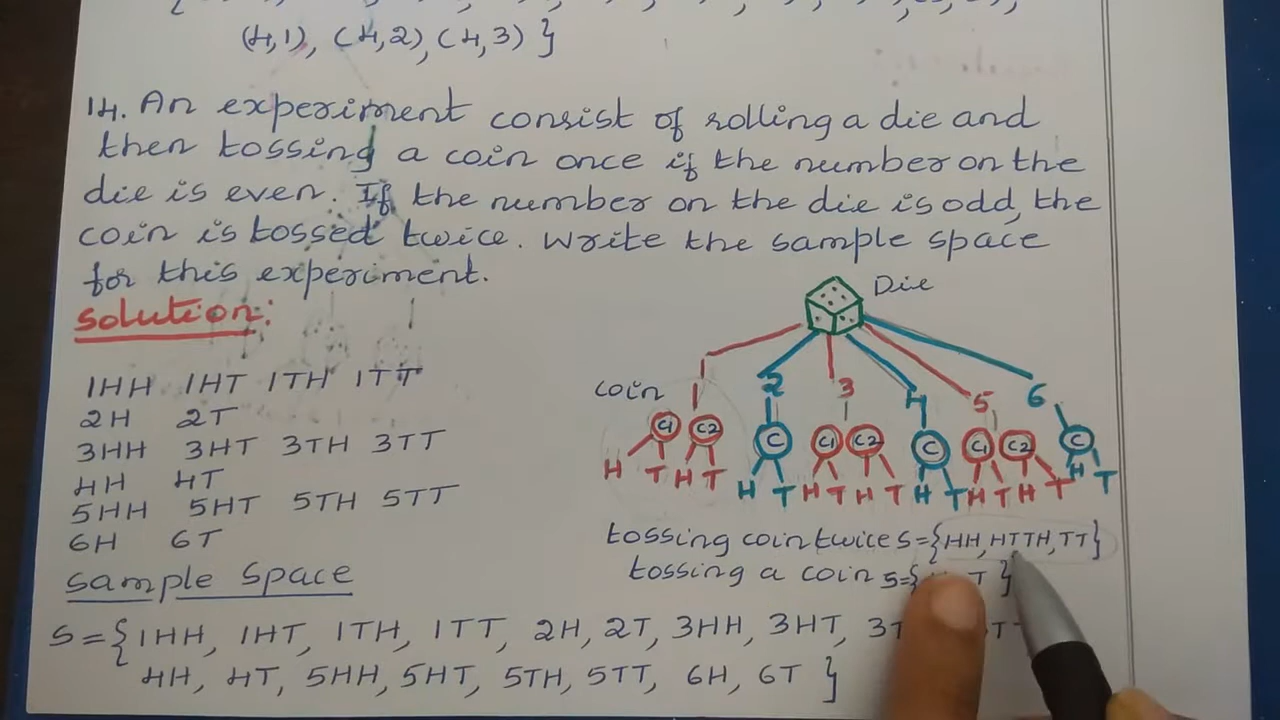 (4,1), (4,2), (4,3) }
14. An experiment consist of rolling a die and
then tossing a coin once if the number on the
die is even. If the number on the die is odd, the
coin is tossed twice. Write the sample space
for this experiment.
Solution:
Die
1HH 1HT 1TH 1TT
2H 2T
3HH 3HT 3TH 3TT
4H 4T
5HH 5HT 5TH 5TT
6H 6T
coin 1 2 3 4 5 6
C1 C2 C C1 C2 C C1 C2 C
H T H T H T H T H T H T H T H T H T
tossing coin twice S={HH, HT TH, TT}
tossing a coin S={ T }
Sample Space
S={1HH, 1HT, 1TH, 1TT, 2H, 2T, 3HH, 3HT,
4H, 4T, 5HH, 5HT, 5TH, 5TT, 6H, 6T }